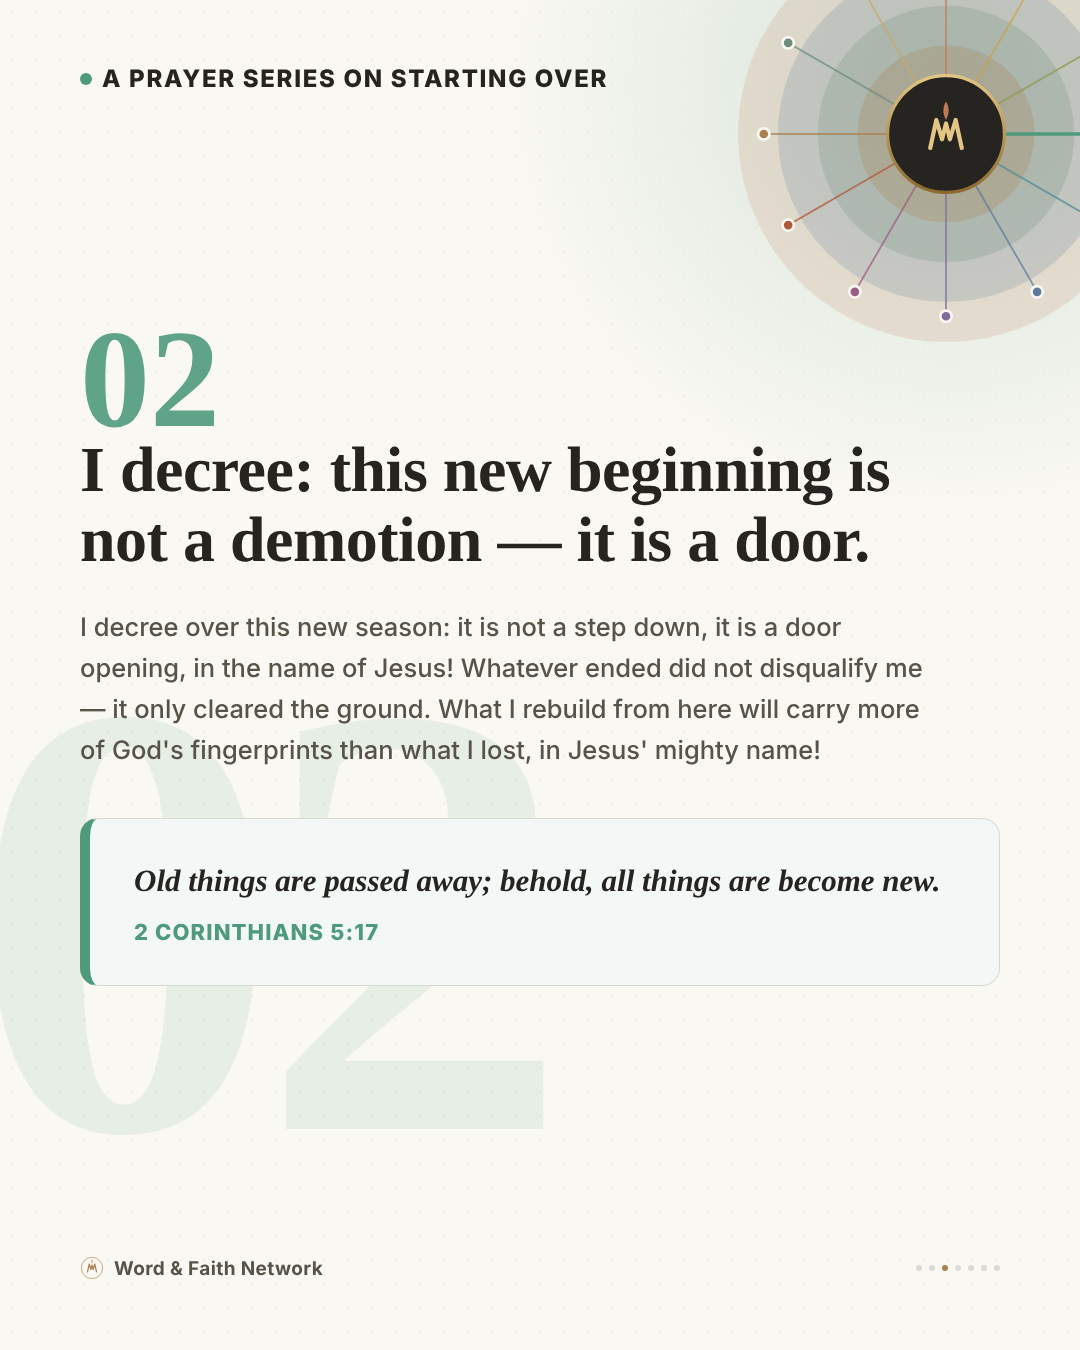 A PRAYER SERIES ON STARTING OVER
02
I decree: this new beginning is
not a demotion — it is a door.
I decree over this new season: it is not a step down, it is a door
opening, in the name of Jesus! Whatever ended did not disqualify me
— it only cleared the ground. What I rebuild from here will carry more
of God's fingerprints than what I lost, in Jesus' mighty name!
02
Old things are passed away; behold, all things are become new.
2 CORINTHIANS 5:17
Word & Faith Network